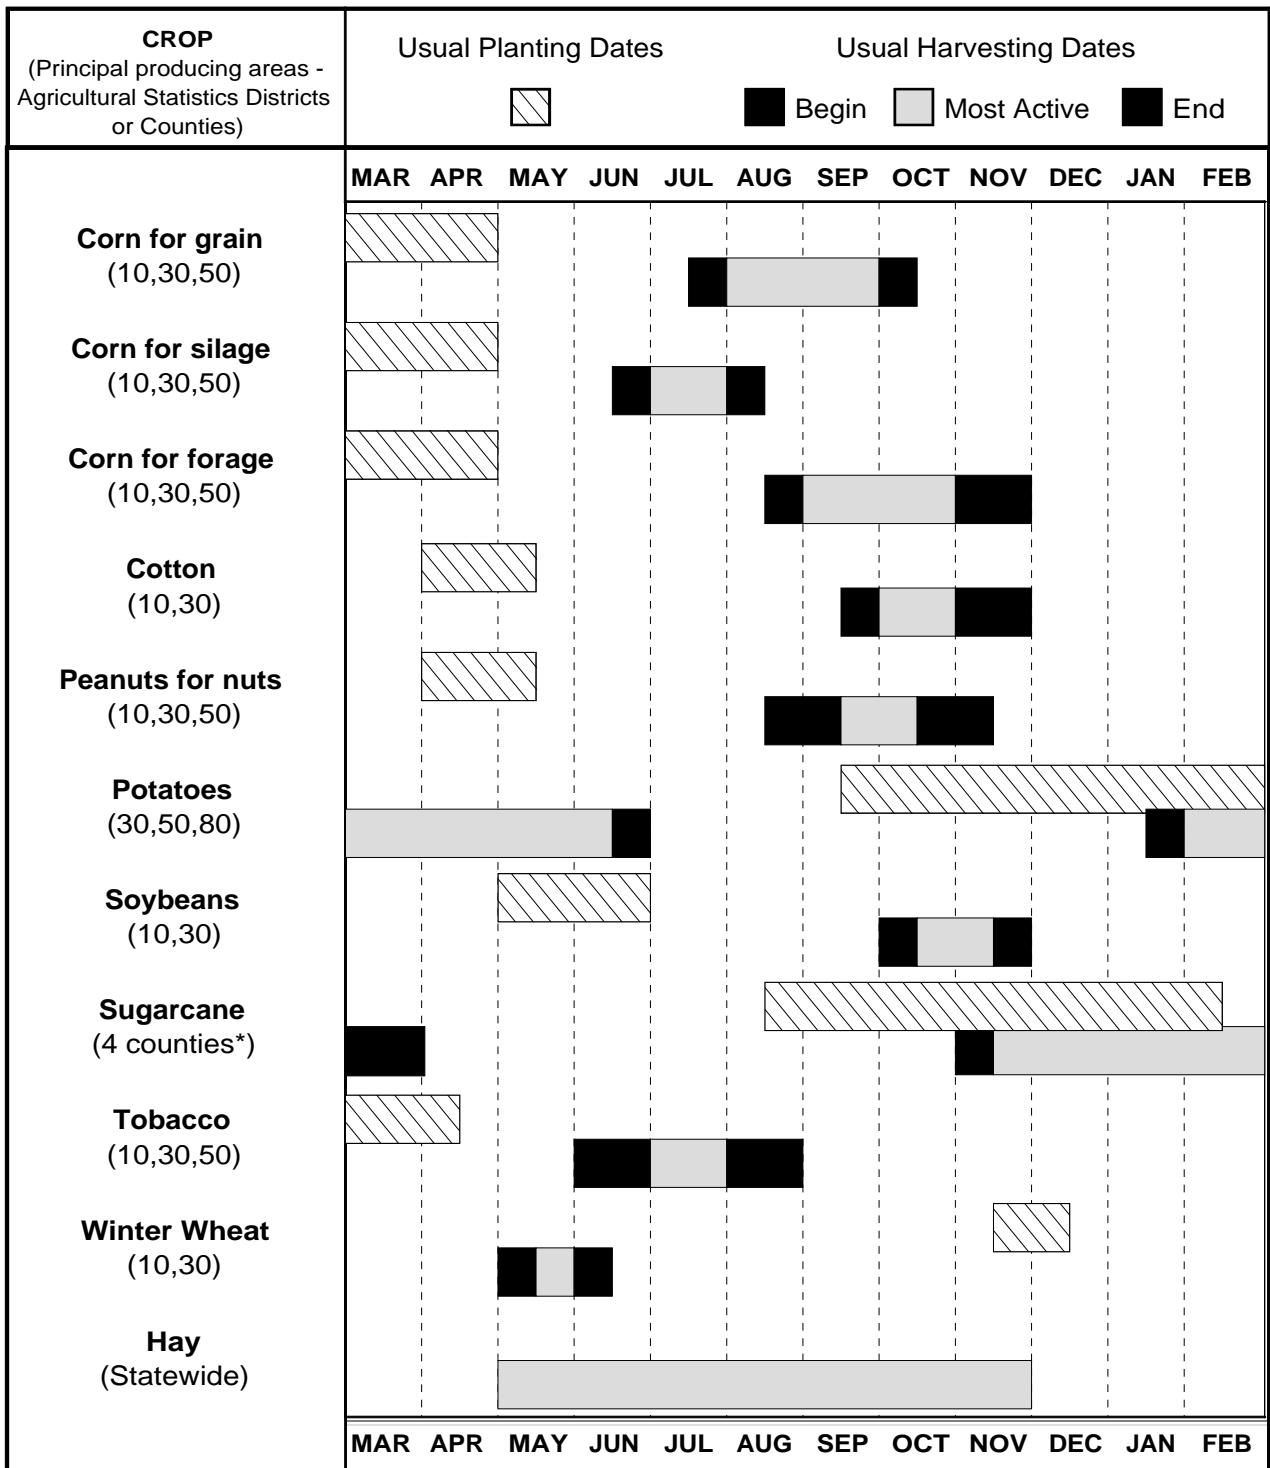 CROP
(Principal producing areas -
Agricultural Statistics Districts
or Counties)
Usual Planting Dates
Usual Harvesting Dates
Begin
Most Active
End
MAR APR MAY JUN JUL AUG SEP OCT NOV DEC JAN FEB
Corn for grain
(10,30,50)
Corn for silage
(10,30,50)
Corn for forage
(10,30,50)
Cotton
(10,30)
Peanuts for nuts
(10,30,50)
Potatoes
(30,50,80)
Soybeans
(10,30)
Sugarcane
(4 counties*)
Tobacco
(10,30,50)
Winter Wheat
(10,30)
Hay
(Statewide)
MAR APR MAY JUN JUL AUG SEP OCT NOV DEC JAN FEB